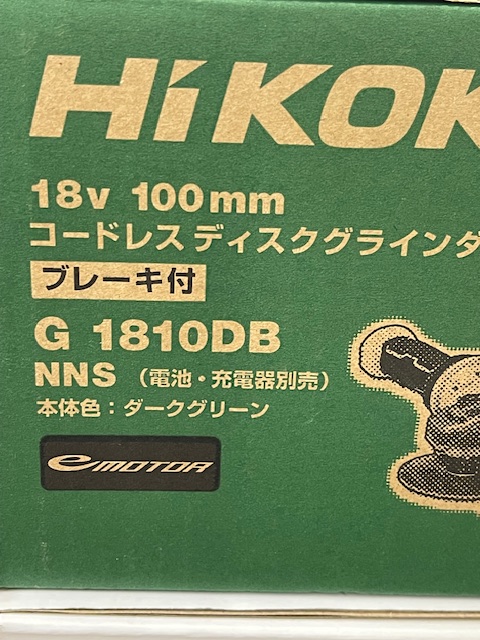 HiKOK
18v 100mm
コードレスディスクグラインダ
ブレーキ付
G 1810DB
NNS （電池・充電器別売）
本体色：ダークグリーン
e MOTOR